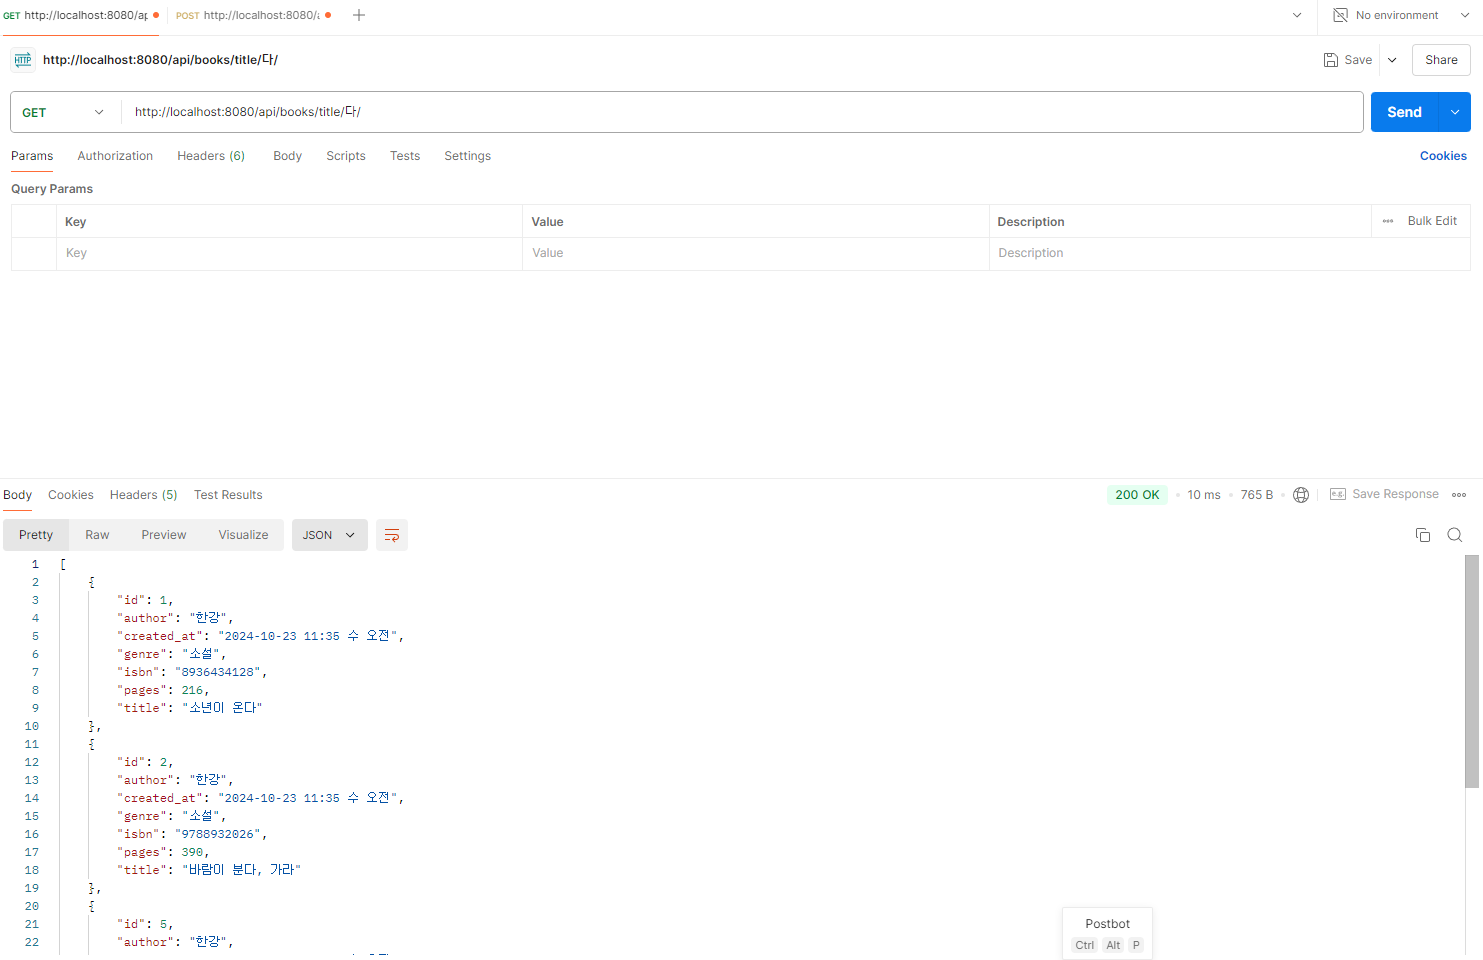 GET http://localhost:8080/ap POST http://localhost:8080/a No environment
HTTP http://localhost:8080/api/books/title/다/ Save Share
GET http://localhost:8080/api/books/title/다/ Send
Params Authorization Headers (6) Body Scripts Tests Settings Cookies
Query Params
Key Value Description Bulk Edit
Key Value Description
Body Cookies Headers (5) Test Results 200 OK 10 ms 765 B e.g. Save Response
Pretty Raw Preview Visualize JSON
1 [
2 {
3 "id": 1,
4 "author": "한강",
5 "created_at": "2024-10-23 11:35 수 오전",
6 "genre": "소설",
7 "isbn": "8936434128",
8 "pages": 216,
9 "title": "소년이 온다"
10 },
11 {
12 "id": 2,
13 "author": "한강",
14 "created_at": "2024-10-23 11:35 수 오전",
15 "genre": "소설",
16 "isbn": "9788932026",
17 "pages": 390,
18 "title": "바람이 분다, 가라"
19 },
20 {
21 "id": 5,
22 "author": "한강",
Postbot
Ctrl Alt P